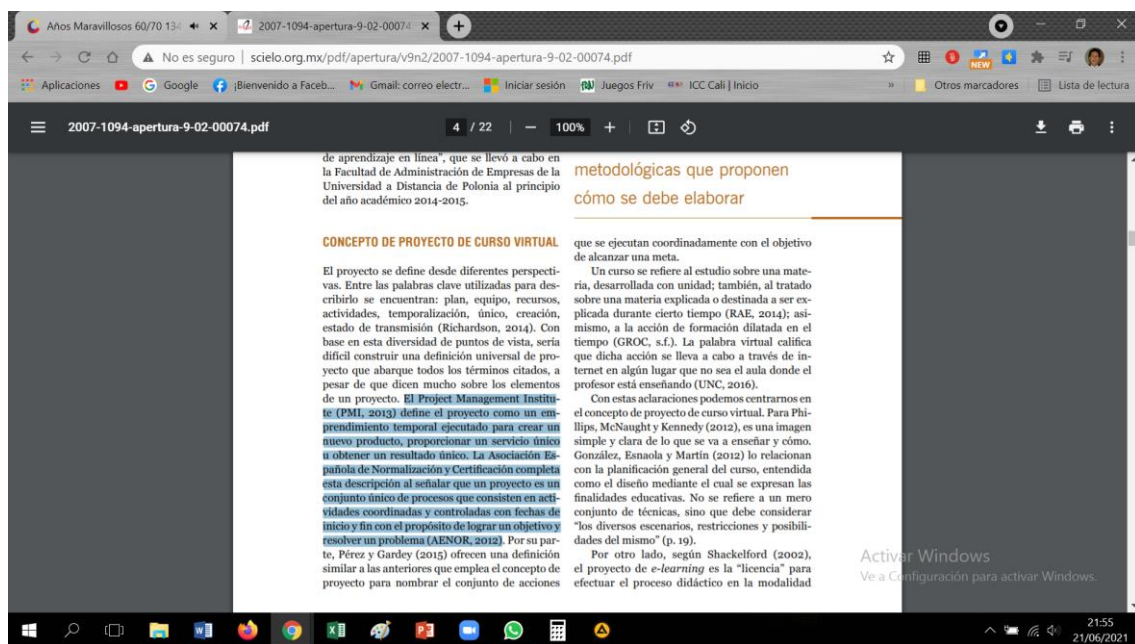 Años Maravillosos 60/70 134
2007-1094-apertura-9-02-00074
No es seguro
scielo.org.mx/pdf/apertura/v9n2/2007-1094-apertura-9-02-00074.pdf
NEW
Aplicaciones
Google
¡Bienvenido a Faceb...
Gmail: correo electr...
Iniciar sesión
Juegos Friv
ICC Cali | Inicio
»
Otros marcadores
Lista de lectura
2007-1094-apertura-9-02-00074.pdf
4 / 22
100%
de aprendizaje en línea", que se llevó a cabo en
la Facultad de Administración de Empresas de la
Universidad a Distancia de Polonia al principio
del año académico 2014-2015.
CONCEPTO DE PROYECTO DE CURSO VIRTUAL
El proyecto se define desde diferentes perspecti-
vas. Entre las palabras clave utilizadas para des-
cribirlo se encuentran: plan, equipo, recursos,
actividades, temporalización, único, creación,
estado de transmisión (Richardson, 2014). Con
base en esta diversidad de puntos de vista, sería
difícil construir una definición universal de pro-
yecto que abarque todos los términos citados, a
pesar de que dicen mucho sobre los elementos
de un proyecto. El Project Management Institu-
te (PMI, 2013) define el proyecto como un em-
prendimiento temporal ejecutado para crear un
nuevo producto, proporcionar un servicio único
u obtener un resultado único. La Asociación Es-
pañola de Normalización y Certificación completa
esta descripción al señalar que un proyecto es un
conjunto único de procesos que consisten en acti-
vidades coordinadas y controladas con fechas de
inicio y fin con el propósito de lograr un objetivo y
resolver un problema (AENOR, 2012). Por su par-
te, Pérez y Gardey (2015) ofrecen una definición
similar a las anteriores que emplea el concepto de
proyecto para nombrar el conjunto de acciones
metodológicas que proponen
cómo se debe elaborar
que se ejecutan coordinadamente con el objetivo
de alcanzar una meta.
Un curso se refiere al estudio sobre una mate-
ria, desarrollada con unidad; también, al tratado
sobre una materia explicada o destinada a ser ex-
plicada durante cierto tiempo (RAE, 2014); asi-
mismo, a la acción de formación dilatada en el
tiempo (GROC, s.f.). La palabra virtual califica
que dicha acción se lleva a cabo a través de in-
ternet en algún lugar que no sea el aula donde el
profesor está enseñando (UNC, 2016).
Con estas aclaraciones podemos centrarnos en
el concepto de proyecto de curso virtual. Para Phi-
llips, McNaught y Kennedy (2012), es una imagen
simple y clara de lo que se va a enseñar y cómo.
González, Esnaola y Martín (2012) lo relacionan
con la planificación general del curso, entendida
como el diseño mediante el cual se expresan las
finalidades educativas. No se refiere a un mero
conjunto de técnicas, sino que debe considerar
"los diversos escenarios, restricciones y posibili-
dades del mismo" (p. 19).
Por otro lado, según Shackelford (2002),
el proyecto de e-learning es la "licencia" para
efectuar el proceso didáctico en la modalidad
Activar Windows
Ve a Configuración para activar Windows.
21:55
21/06/2021